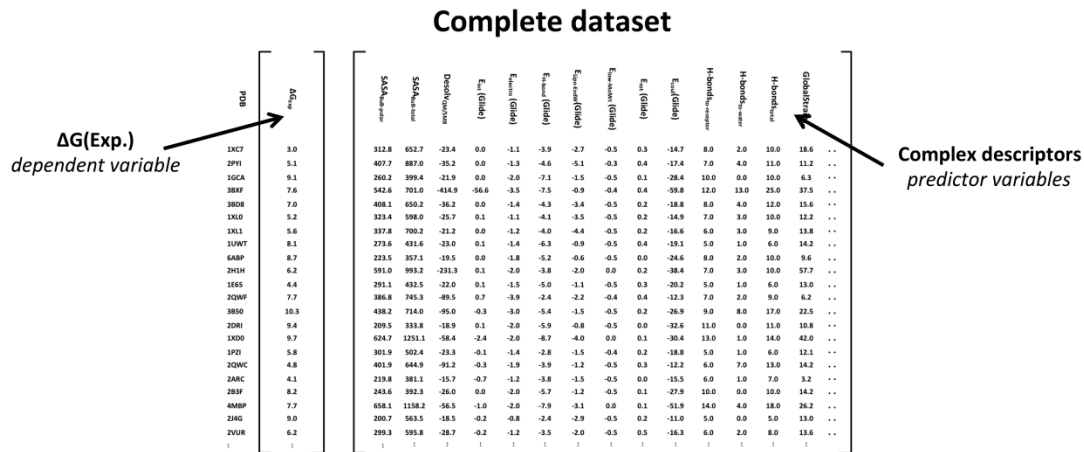 Complete dataset
PDB ΔGexp SASABuB-polar SASABuB-total DesolvQM/SMB Eint (Glide) Eelectro (Glide) EH-bond (Glide) ELipo-EvdW(Glide) Elow-MolWt (Glide) Erot (Glide) Ecoul(Glide) H-bondsto-receptor H-bondsto-water H-bondstotal
ΔG(Exp.)
dependent variable
Complex descriptors
predictor variables
1XC7 3.0 312.8 652.7 -23.4 0.0 -1.1 -3.9 -2.7 -0.5 0.3 -14.7 8.0 2.0 10.0 18.6 . .
2PYI 5.1 407.7 887.0 -35.2 0.0 -1.3 -4.6 -5.1 -0.3 0.4 -17.4 7.0 4.0 11.0 11.2 . .
1GCA 9.1 260.2 399.4 -21.9 0.0 -2.0 -7.1 -1.5 -0.5 0.1 -28.4 10.0 0.0 10.0 6.3 . .
3BXF 7.6 542.6 701.0 -414.9 -56.6 -3.5 -7.5 -0.9 -0.4 0.4 -59.8 12.0 13.0 25.0 37.5 . .
3BD8 7.0 408.1 650.2 -36.2 0.0 -1.4 -4.3 -3.4 -0.5 0.2 -18.8 8.0 4.0 12.0 15.6 . .
1XL0 5.2 323.4 598.0 -25.7 0.1 -1.1 -4.1 -3.5 -0.5 0.2 -14.9 7.0 3.0 10.0 12.2 . .
1XL1 5.6 337.8 700.2 -21.2 0.0 -1.2 -4.0 -4.4 -0.5 0.2 -16.6 6.0 3.0 9.0 13.8 . .
1UWT 8.1 273.6 431.6 -23.0 0.1 -1.4 -6.3 -0.9 -0.5 0.4 -19.1 5.0 1.0 6.0 14.2 . .
6ABP 8.7 223.5 357.1 -19.5 0.0 -1.8 -5.2 -0.6 -0.5 0.0 -24.6 8.0 2.0 10.0 9.6 . .
2H1H 6.2 591.0 993.2 -231.3 0.1 -2.0 -3.8 -2.0 0.0 0.2 -38.4 7.0 3.0 10.0 57.7 . .
1E6S 4.4 291.1 432.5 -22.0 0.1 -1.5 -5.0 -1.1 -0.5 0.3 -20.2 5.0 1.0 6.0 13.0 . .
2QWF 7.7 386.8 745.3 -89.5 0.7 -3.9 -2.4 -2.2 -0.4 0.4 -12.3 7.0 2.0 9.0 6.2 . .
3B50 10.3 438.2 714.0 -95.0 -0.3 -3.0 -5.4 -1.5 -0.5 0.2 -26.9 9.0 8.0 17.0 22.5 . .
2DRI 9.4 209.5 333.8 -18.9 0.1 -2.0 -5.9 -0.8 -0.5 0.0 -32.6 11.0 0.0 11.0 10.8 . .
1XD0 9.7 624.7 1251.1 -58.4 -2.4 -2.0 -8.7 -4.0 0.0 0.1 -30.4 13.0 1.0 14.0 42.0 . .
1PZI 5.8 301.9 502.4 -23.3 -0.1 -1.4 -2.8 -1.5 -0.4 0.2 -18.8 5.0 1.0 6.0 12.1 . .
2QWC 4.8 401.9 644.9 -91.2 -0.3 -1.9 -3.9 -1.2 -0.5 0.3 -12.2 6.0 7.0 13.0 14.2 . .
2ARC 4.1 219.8 381.1 -15.7 -0.7 -1.2 -3.8 -1.5 -0.5 0.0 -15.5 6.0 1.0 7.0 3.2 . .
2B3F 8.2 243.6 392.3 -26.0 0.0 -2.0 -5.7 -1.2 -0.5 0.1 -27.9 10.0 0.0 10.0 14.2 . .
4MBP 7.7 658.1 1158.2 -56.5 -1.0 -2.0 -7.9 -3.1 0.0 0.1 -51.9 14.0 4.0 18.0 26.2 . .
2J4G 9.0 200.7 563.5 -18.5 -0.2 -0.8 -2.4 -2.9 -0.5 0.2 -11.0 5.0 0.0 5.0 13.0 . .
2VUR 6.2 299.3 595.8 -28.7 -0.2 -1.2 -3.5 -2.0 -0.5 0.5 -16.3 6.0 2.0 8.0 13.6 . .
: : : : : : : : : : : : : : : :